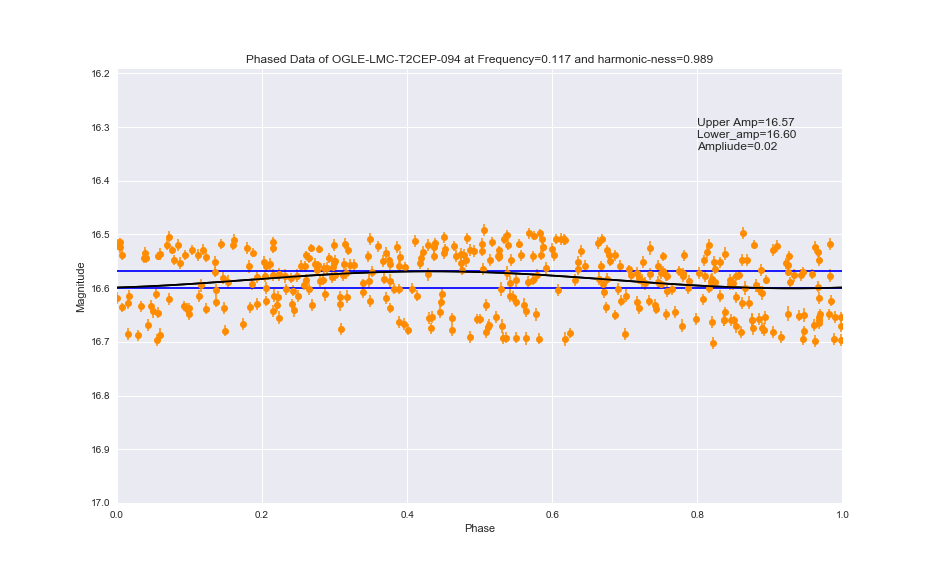 Phased Data of OGLE-LMC-T2CEP-094 at Frequency=0.117 and harmonic-ness=0.989
16.2
16.3
16.4
16.5
16.6
16.7
16.8
16.9
17.0
Magnitude
Upper Amp=16.57
Lower_amp=16.60
Ampliude=0.02
0.0
0.2
0.4
0.6
0.8
1.0
Phase